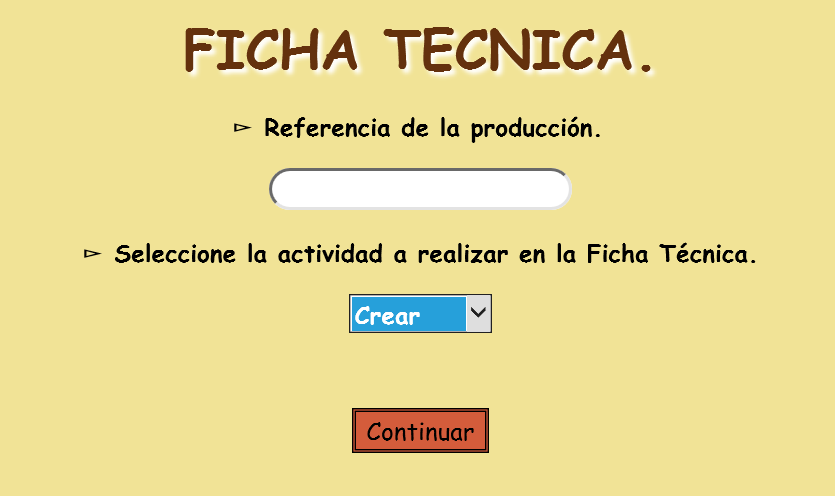 FICHA TECNICA.
▻ Referencia de la producción.
▻ Seleccione la actividad a realizar en la Ficha Técnica.
Crear
Continuar